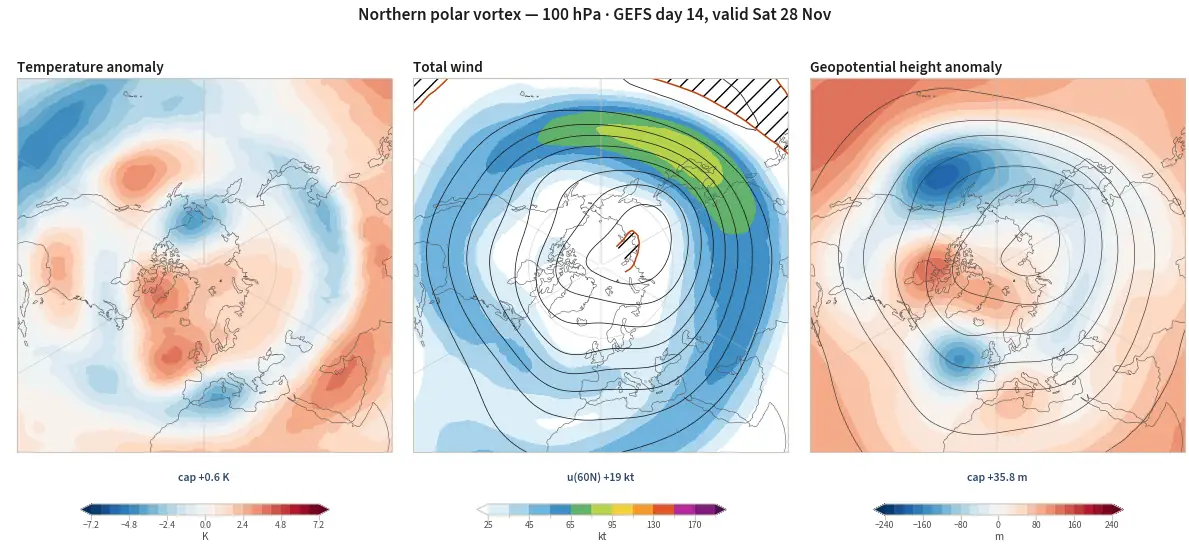 Northern polar vortex — 100 hPa · GEFS day 14, valid Sat 28 Nov
Temperature anomaly
Total wind
Geopotential height anomaly
cap +0.6 K
u(60N) +19 kt
cap +35.8 m
−7.2 −4.8 −2.4 0.0 2.4 4.8 7.2
K
25 45 65 95 130 170
kt
−240 −160 −80 0 80 160 240
m